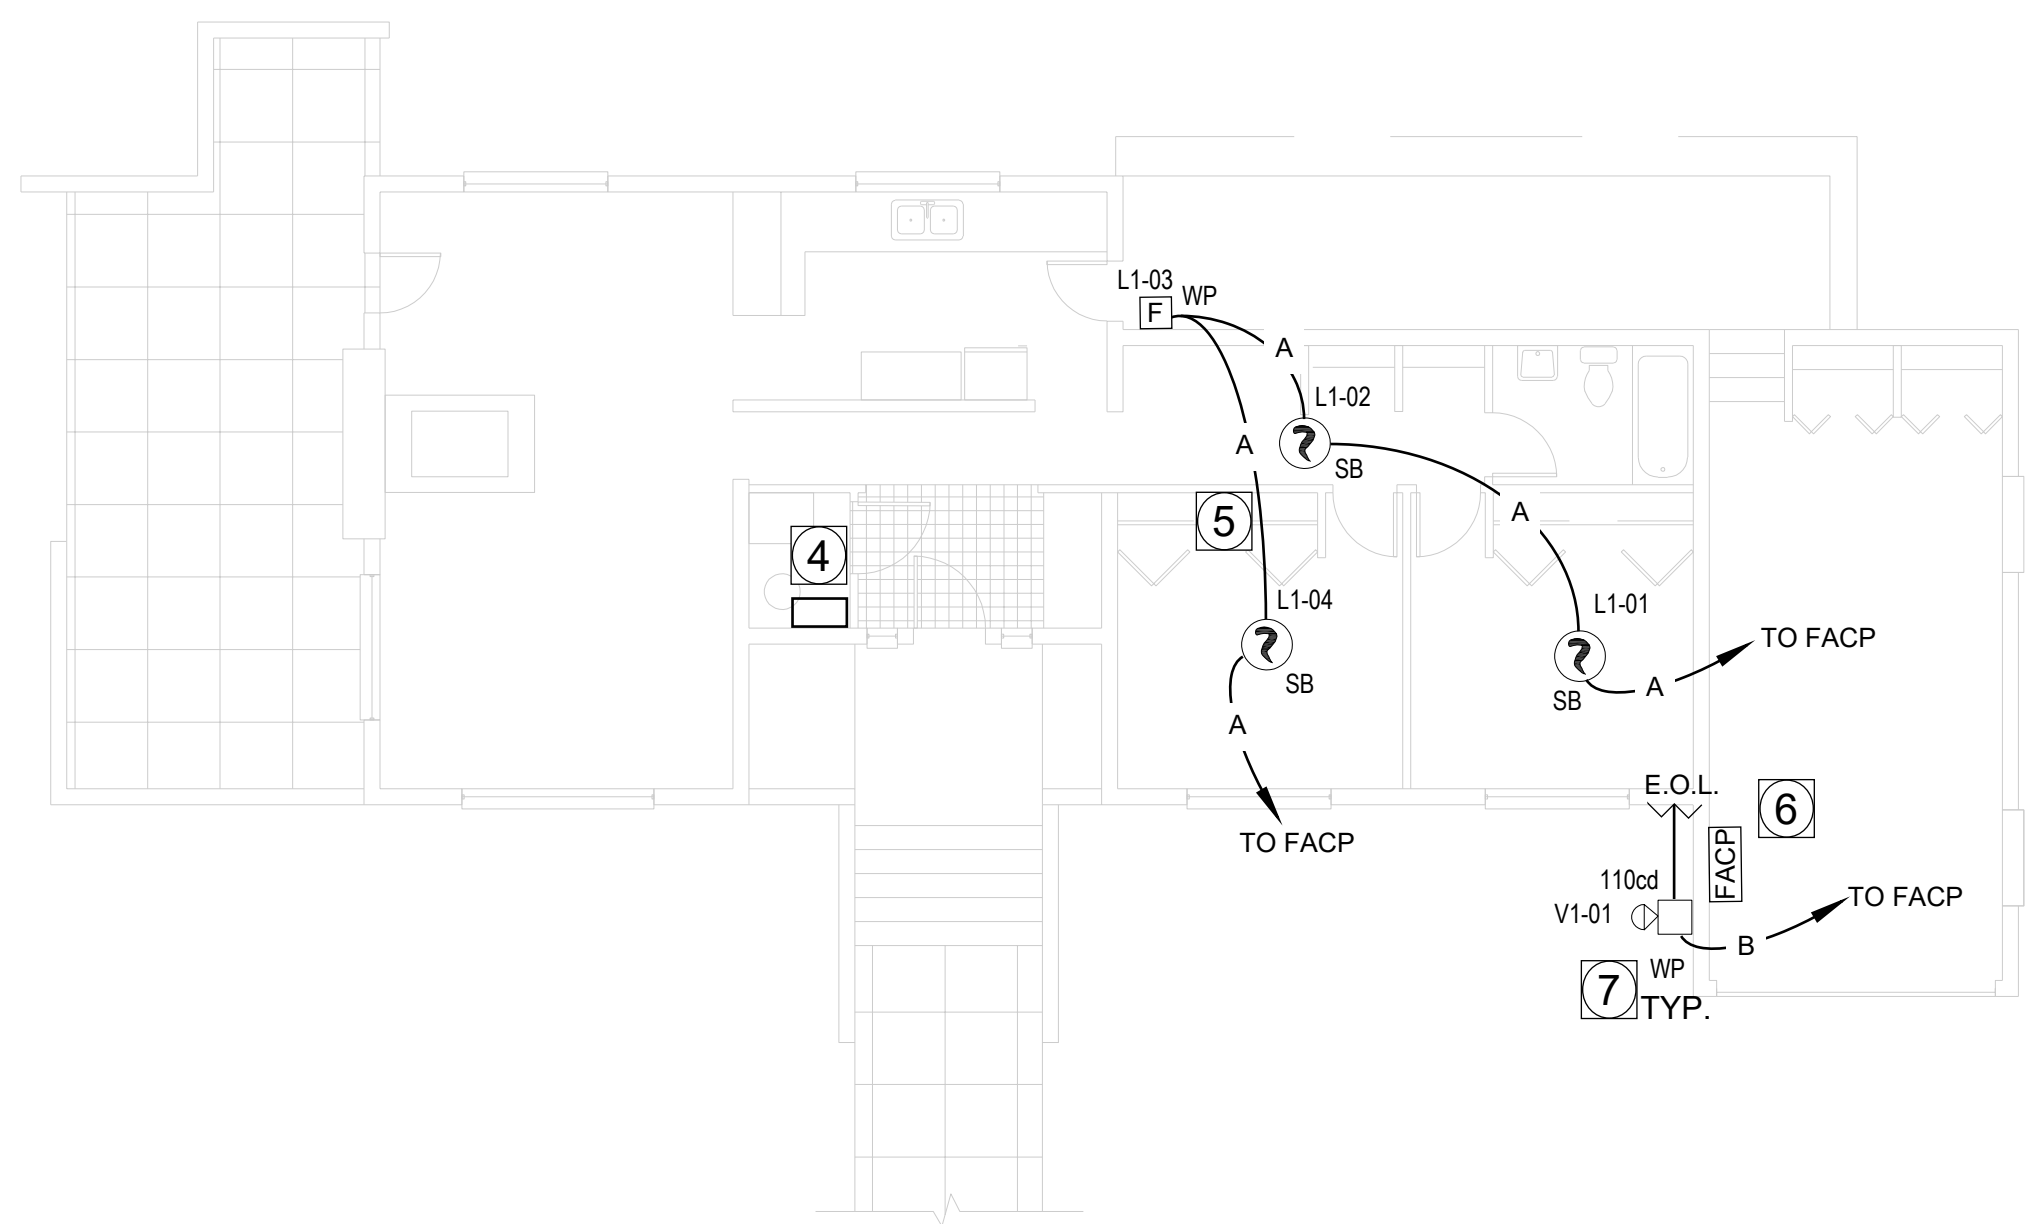 L1-03
WP
F
A
L1-02
A
SB
5
A
4
L1-04
L1-01
TO FACP
SB
A
SB
A
E.O.L.
6
TO FACP
FACP
110cd
TO FACP
V1-01
B
WP
7
TYP.